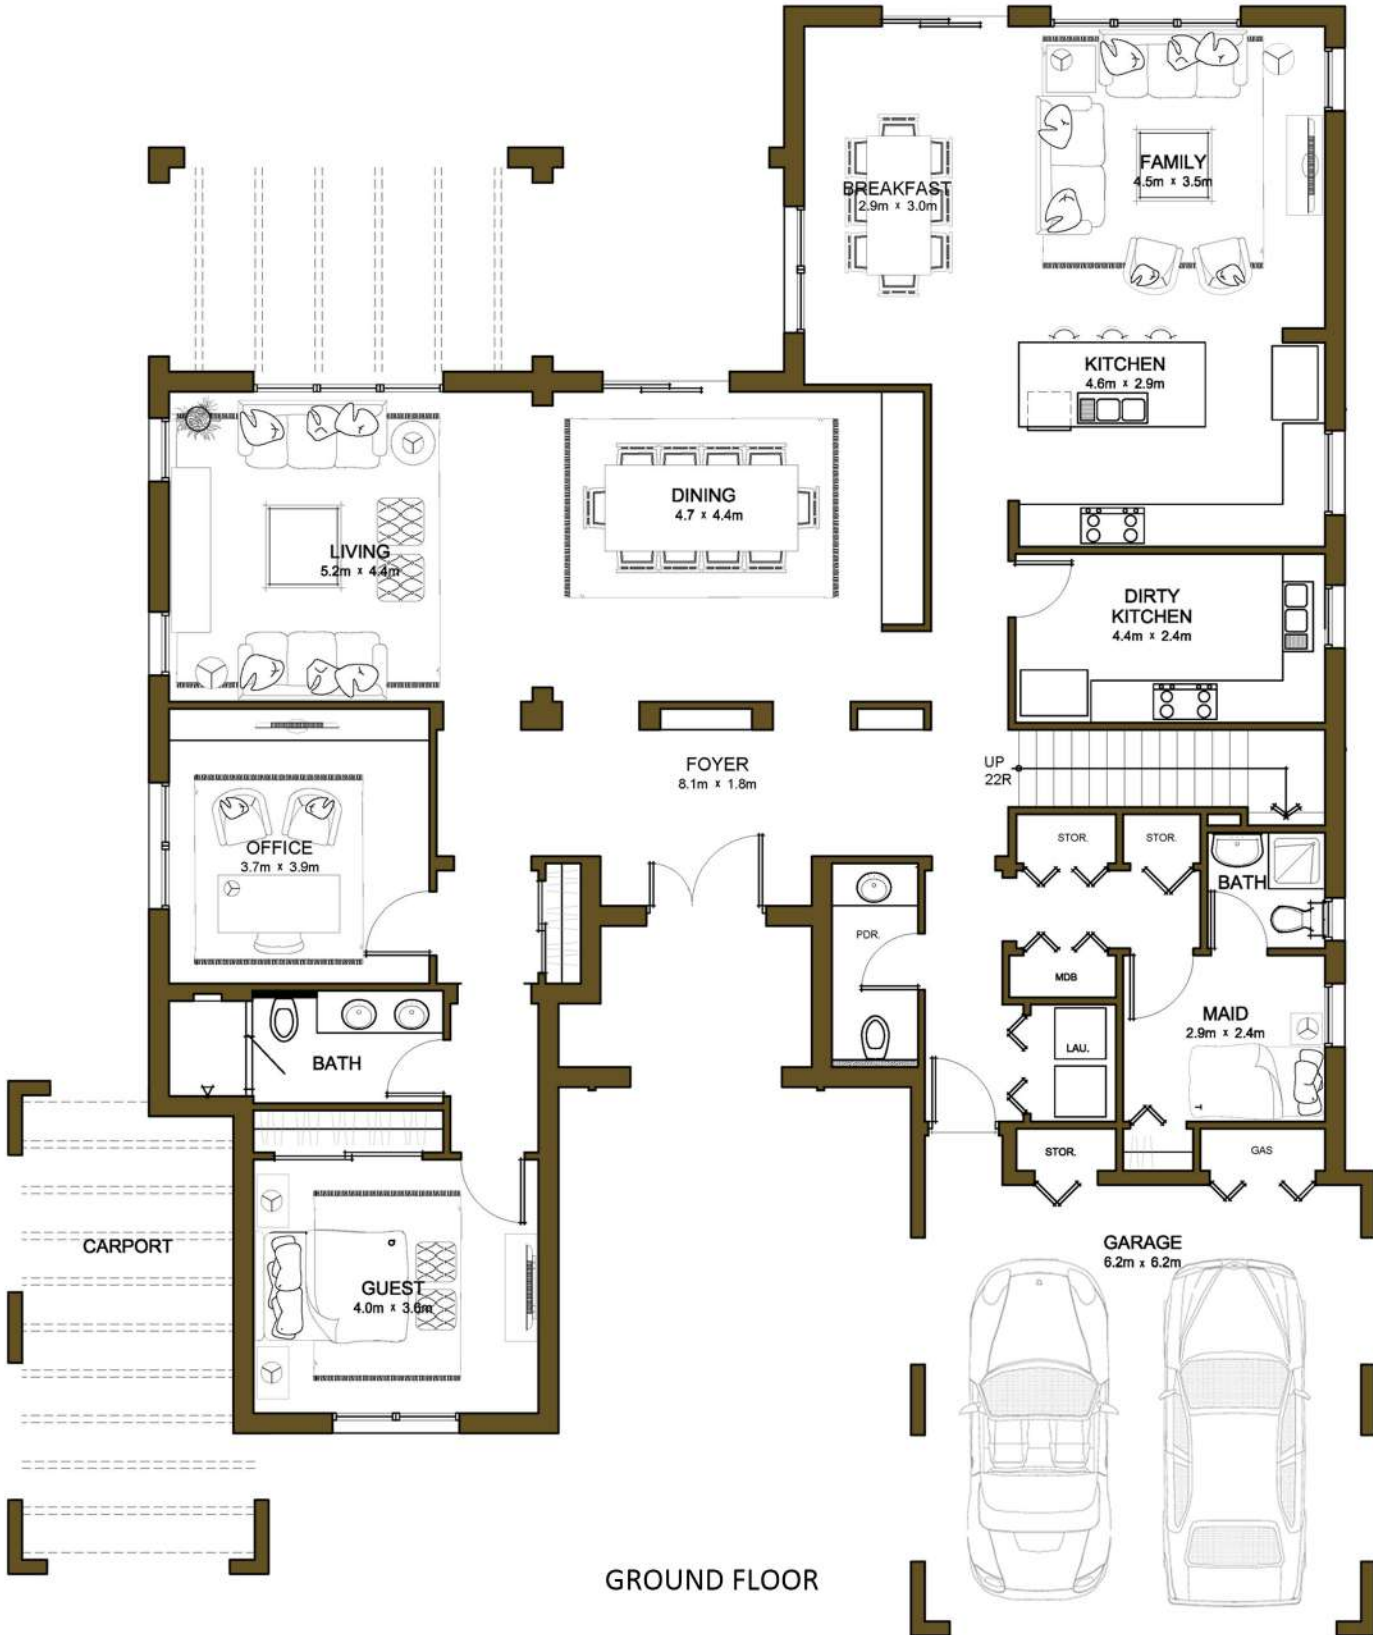 FAMILY
4.5m x 3.5m
BREAKFAST
2.9m x 3.0m
KITCHEN
4.6m x 2.9m
DINING
4.7 x 4.4m
LIVING
5.2m x 4.4m
DIRTY
KITCHEN
4.4m x 2.4m
FOYER
8.1m x 1.8m
UP
22R
OFFICE
3.7m x 3.9m
STOR.
STOR.
BATH
PDR.
MDB
MAID
2.9m x 2.4m
LAU.
BATH
STOR.
GAS
CARPORT
GARAGE
6.2m x 6.2m
GUEST
4.0m x 3.6m
GROUND FLOOR